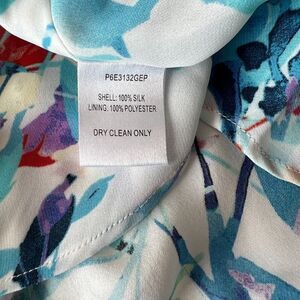 P6E3132GEP
SHELL: 100% SILK
LINING: 100% POLYESTER
DRY CLEAN ONLY